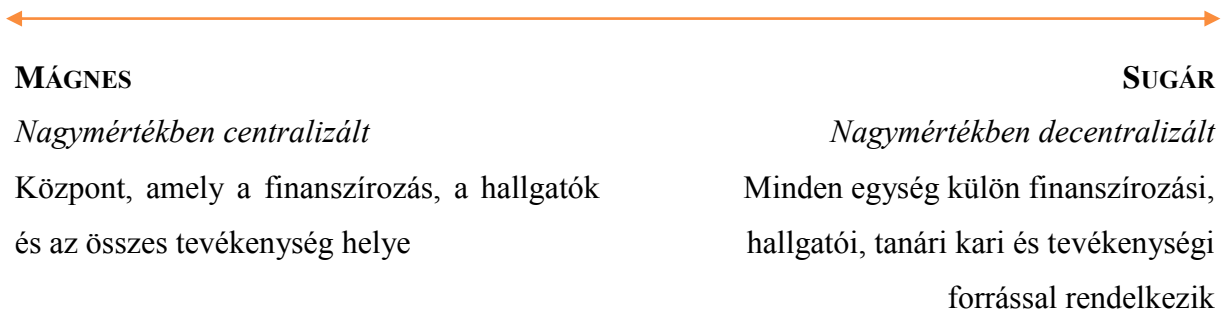 MÁGNES
Nagymértékben centralizált
Központ, amely a finanszírozás, a hallgatók
és az összes tevékenység helye
SUGÁR
Nagymértékben decentralizált
Minden egység külön finanszírozási,
hallgatói, tanári kari és tevékenységi
forrással rendelkezik